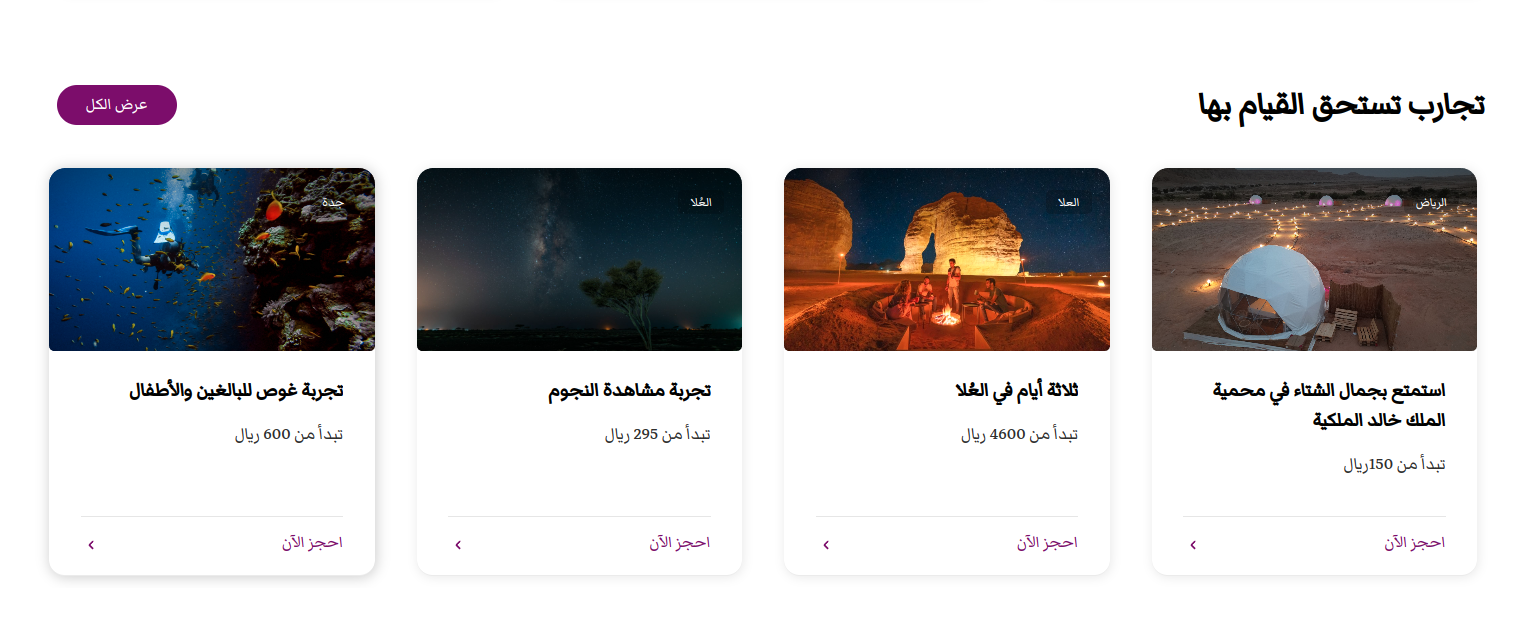 تجارب تستحق القيام بها
عرض الكل
الرياض
استمتع بجمال الشتاء في محمية
الملك خالد الملكية
تبدأ من 150ريال
احجز الآن
العلا
ثلاثة أيام في العُلا
تبدأ من 4600 ريال
احجز الآن
العُلا
تجربة مشاهدة النجوم
تبدأ من 295 ريال
احجز الآن
جدة
تجربة غوص للبالغين والأطفال
تبدأ من 600 ريال
احجز الآن